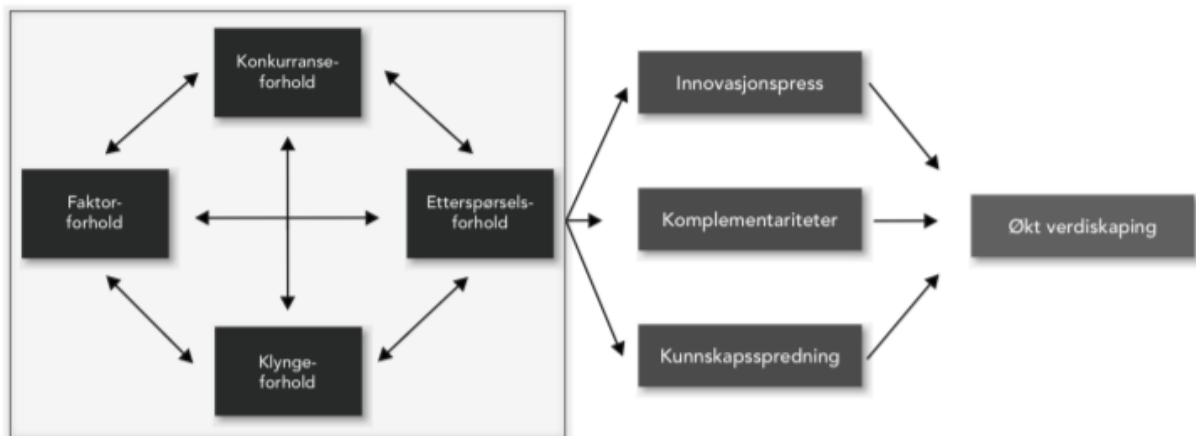 Konkurranse-
forhold
Faktor-
forhold
Etterspørsels-
forhold
Klynge-
forhold
Innovasjonspress
Komplementariteter
Kunnskapsspredning
Økt verdiskaping